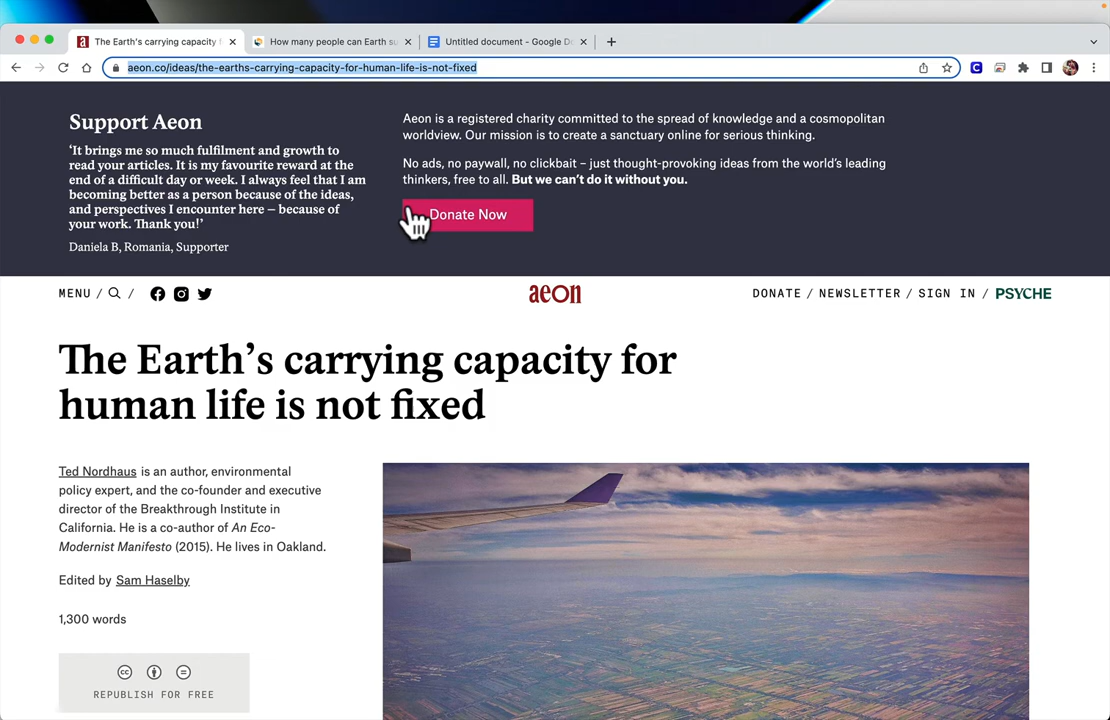 The Earth's carrying capacity
How many people can Earth su
Untitled document - Google D
aeon.co/ideas/the-earths-carrying-capacity-for-human-life-is-not-fixed
Support Aeon
‘It brings me so much fulfilment and growth to
read your articles. It is my favourite reward at the
end of a difficult day or week. I always feel that I am
becoming better as a person because of the ideas,
and perspectives I encounter here – because of
your work. Thank you!’
Daniela B, Romania, Supporter
Aeon is a registered charity committed to the spread of knowledge and a cosmopolitan
worldview. Our mission is to create a sanctuary online for serious thinking.
No ads, no paywall, no clickbait – just thought-provoking ideas from the world’s leading
thinkers, free to all. But we can’t do it without you.
Donate Now
MENU / /
aeon
DONATE / NEWSLETTER / SIGN IN / PSYCHE
The Earth’s carrying capacity for
human life is not fixed
Ted Nordhaus is an author, environmental
policy expert, and the co-founder and executive
director of the Breakthrough Institute in
California. He is a co-author of An Eco-
Modernist Manifesto (2015). He lives in Oakland.
Edited by Sam Haselby
1,300 words
cc
REPUBLISH FOR FREE